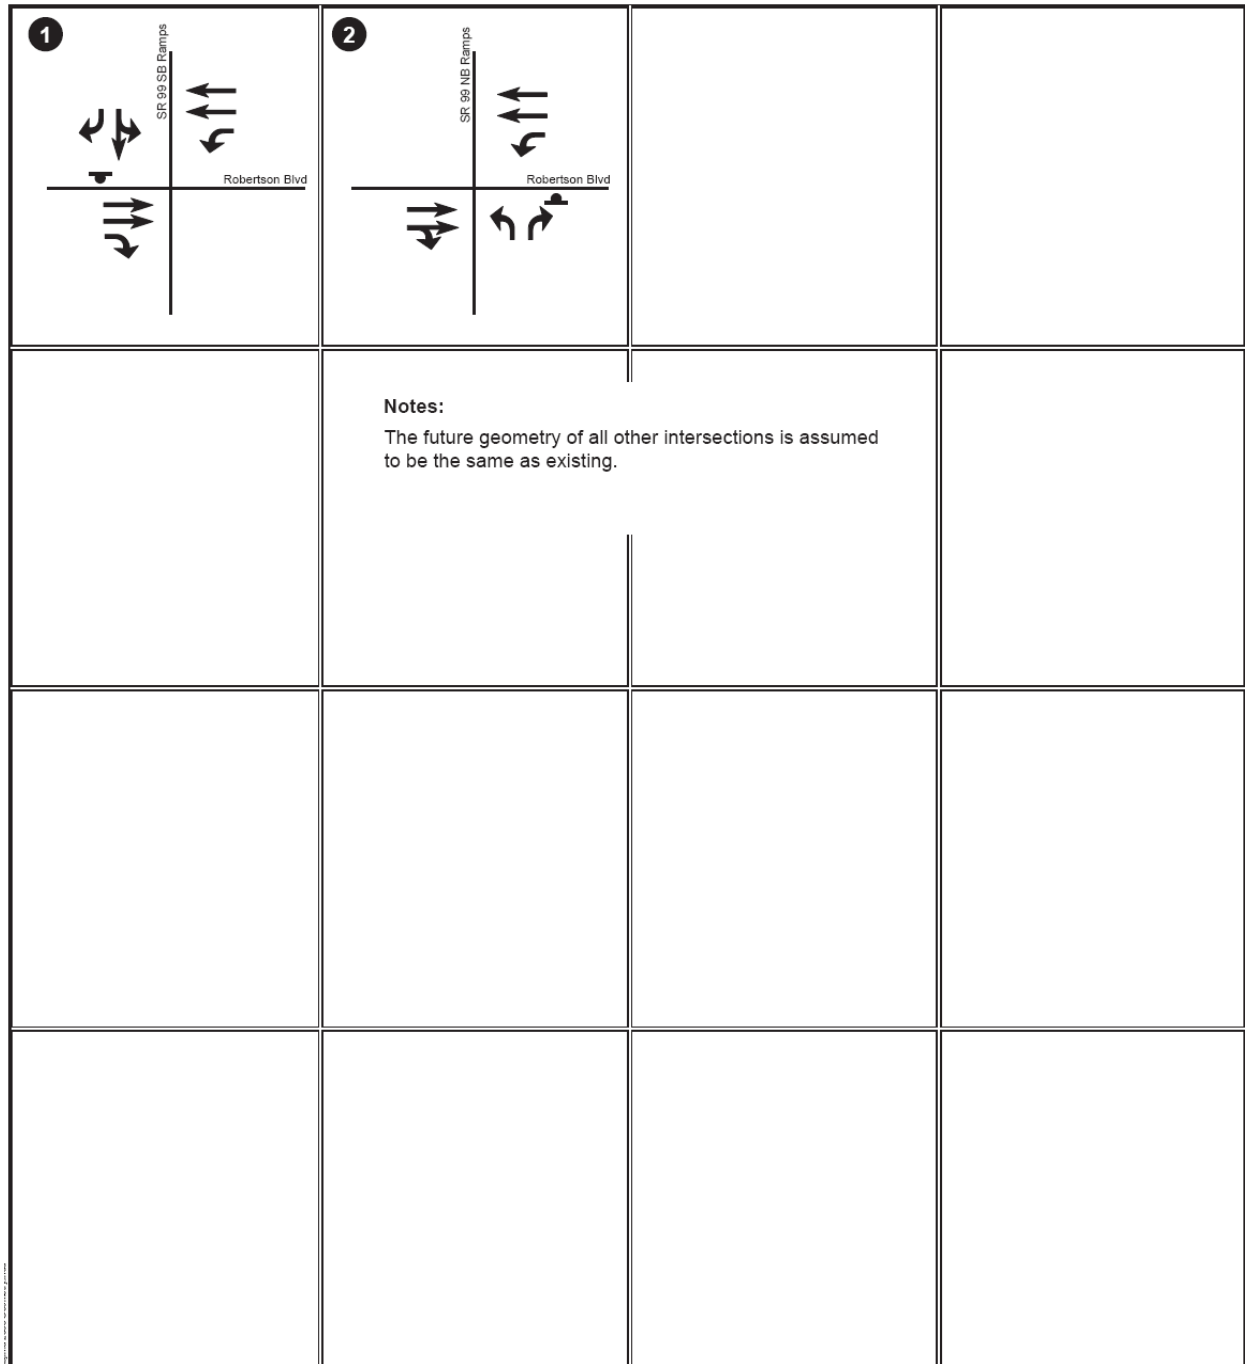 1
SR 99 SB Ramps
Robertson Blvd
2
SR 99 NB Ramps
Robertson Blvd
Notes:
The future geometry of all other intersections is assumed
to be the same as existing.